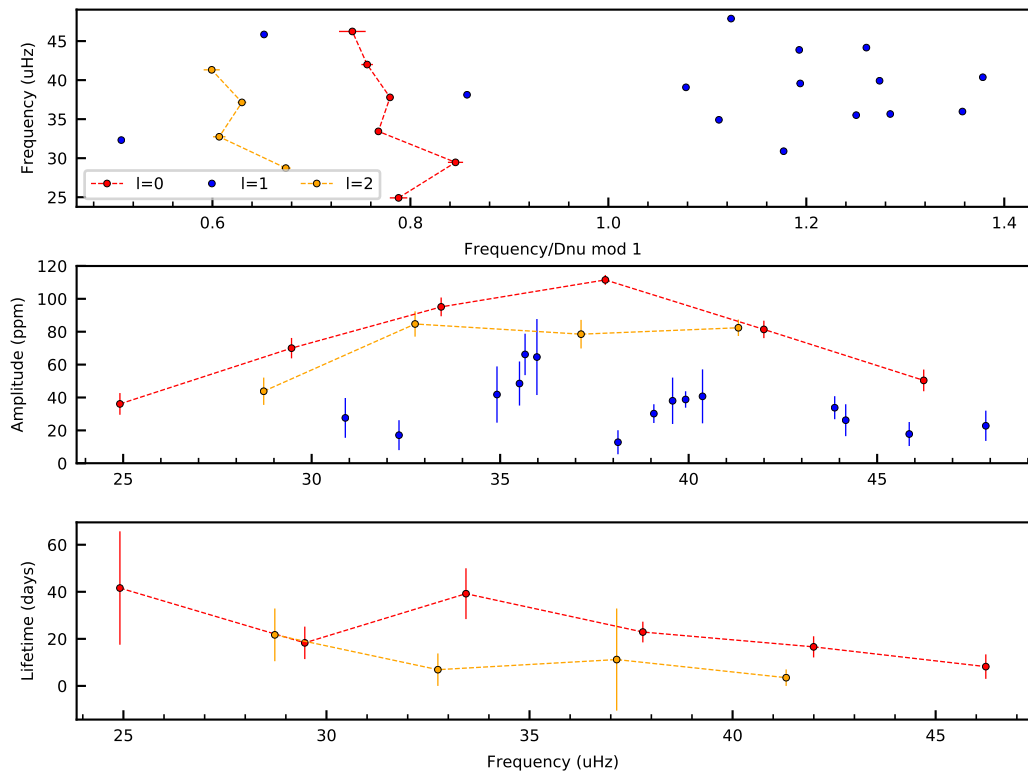 45
40
35
30
25
Frequency (uHz)
l=0 l=1 l=2
0.6 0.8 1.0 1.2 1.4
Frequency/Dnu mod 1
120
100
80
60
40
20
0
Amplitude (ppm)
25 30 35 40 45
60
40
20
0
Lifetime (days)
25 30 35 40 45
Frequency (uHz)